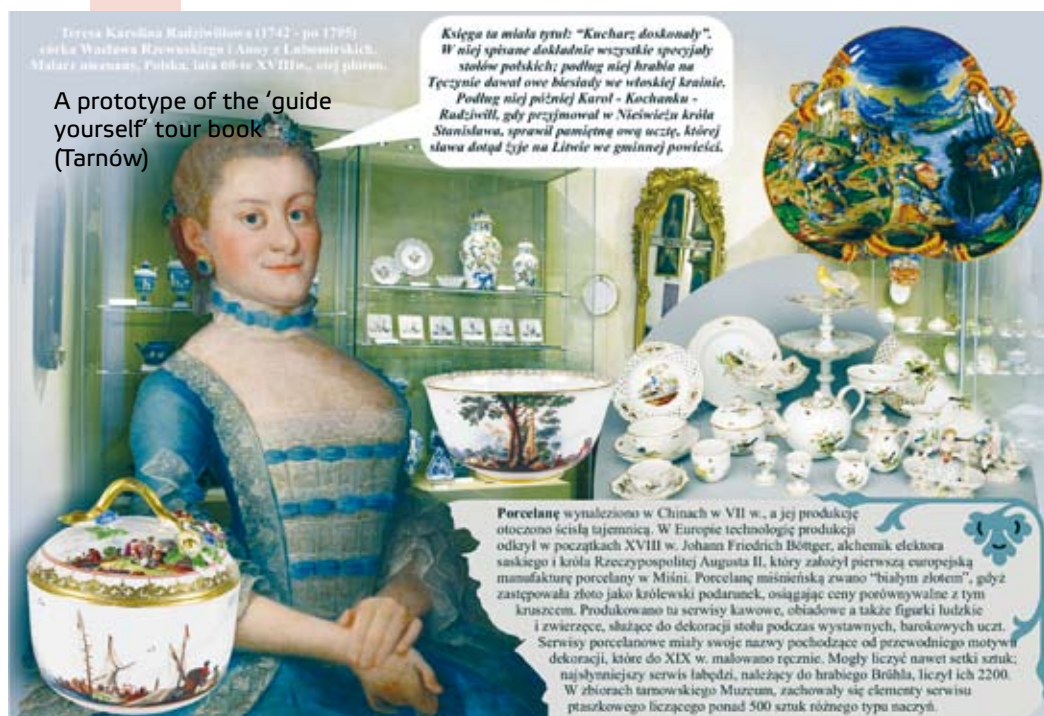 Teresa Karolina Radziwiłłowa (1742 - po 1795)
córka Wacława Rzewuskiego i Anny z Lubomirskich.
Malarz nieznany, Polska, lata 60-te XVIIIw., olej płótno.
A prototype of the ‘guide
yourself’ tour book
(Tarnów)
Księga ta miała tytuł: "Kucharz doskonały".
W niej spisane dokładnie wszystkie specyjały
stołów polskich; podług niej hrabia na
Tęczynie dawał owe biesiady we włoskiej krainie.
Podług niej później Karol - Kochanku -
Radziwiłł, gdy przyjmował w Nieświeżu króla
Stanisława, sprawił pamiętną ową ucztę, której
sława dotąd żyje na Litwie we gminnej powieści.
Porcelanę wynaleziono w Chinach w VII w., a jej produkcję
otoczono ścisłą tajemnicą. W Europie technologię produkcji
odkrył w początkach XVIII w. Johann Friedrich Böttger, alchemik elektora
saskiego i króla Rzeczypospolitej Augusta II, który założył pierwszą europejską
manufakturę porcelany w Miśni. Porcelanę miśnieńską zwano "białym złotem", gdyż
zastępowała złoto jako królewski podarunek, osiągając ceny porównywalne z tym
kruszcem. Produkowano tu serwisy kawowe, obiadowe a także figurki ludzkie
i zwierzęce, służące do dekoracji stołu podczas wystawnych, barokowych uczt.
Serwisy porcelanowe miały swoje nazwy pochodzące od przewodniego motywu
dekoracji, które do XIX w. malowano ręcznie. Mogły liczyć nawet setki sztuk;
najsłynniejszy serwis łabędzi, należący do hrabiego Brühla, liczył ich 2200.
W zbiorach tarnowskiego Muzeum, zachowały się elementy serwisu
ptaszkowego liczącego ponad 500 sztuk różnego typu naczyń.